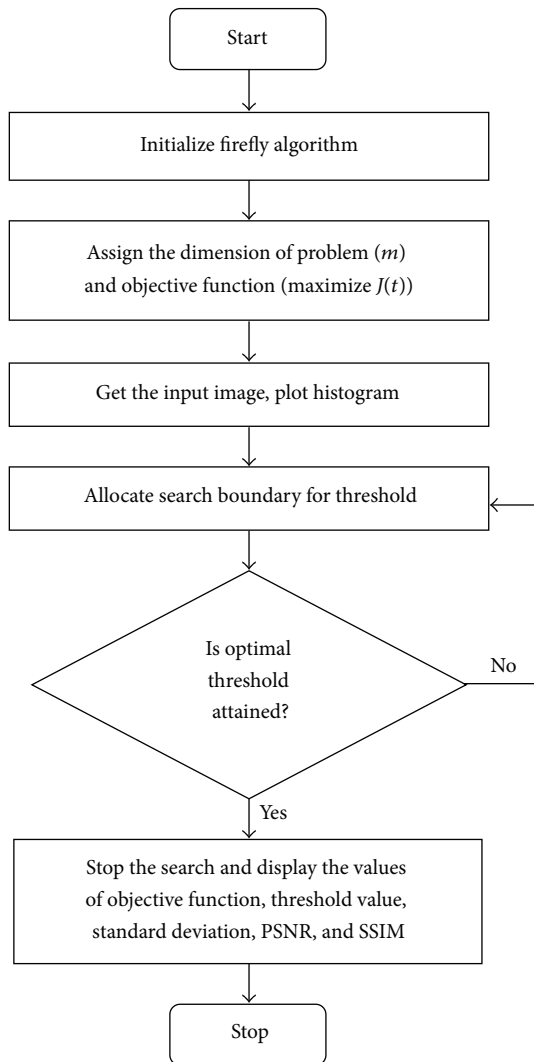 Start
Initialize firefly algorithm
Assign the dimension of problem (m)
and objective function (maximize J(t))
Get the input image, plot histogram
Allocate search boundary for threshold
Is optimal
threshold
attained?
No
Yes
Stop the search and display the values
of objective function, threshold value,
standard deviation, PSNR, and SSIM
Stop